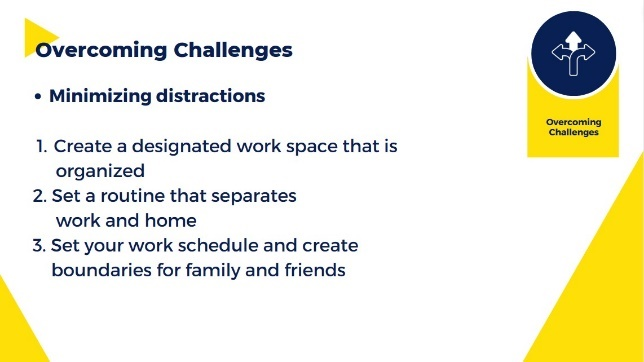 Overcoming Challenges
• Minimizing distractions
1. Create a designated work space that is
organized
2. Set a routine that separates
work and home
3. Set your work schedule and create
boundaries for family and friends
Overcoming
Challenges